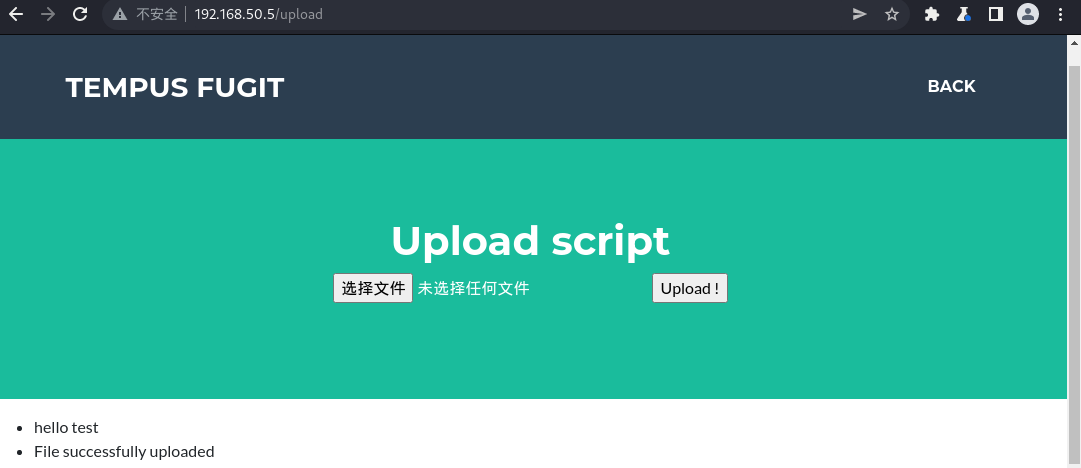 不安全 192.168.50.5/upload
TEMPUS FUGIT BACK
Upload script
选择文件 未选择任何文件 Upload !
hello test
File successfully uploaded